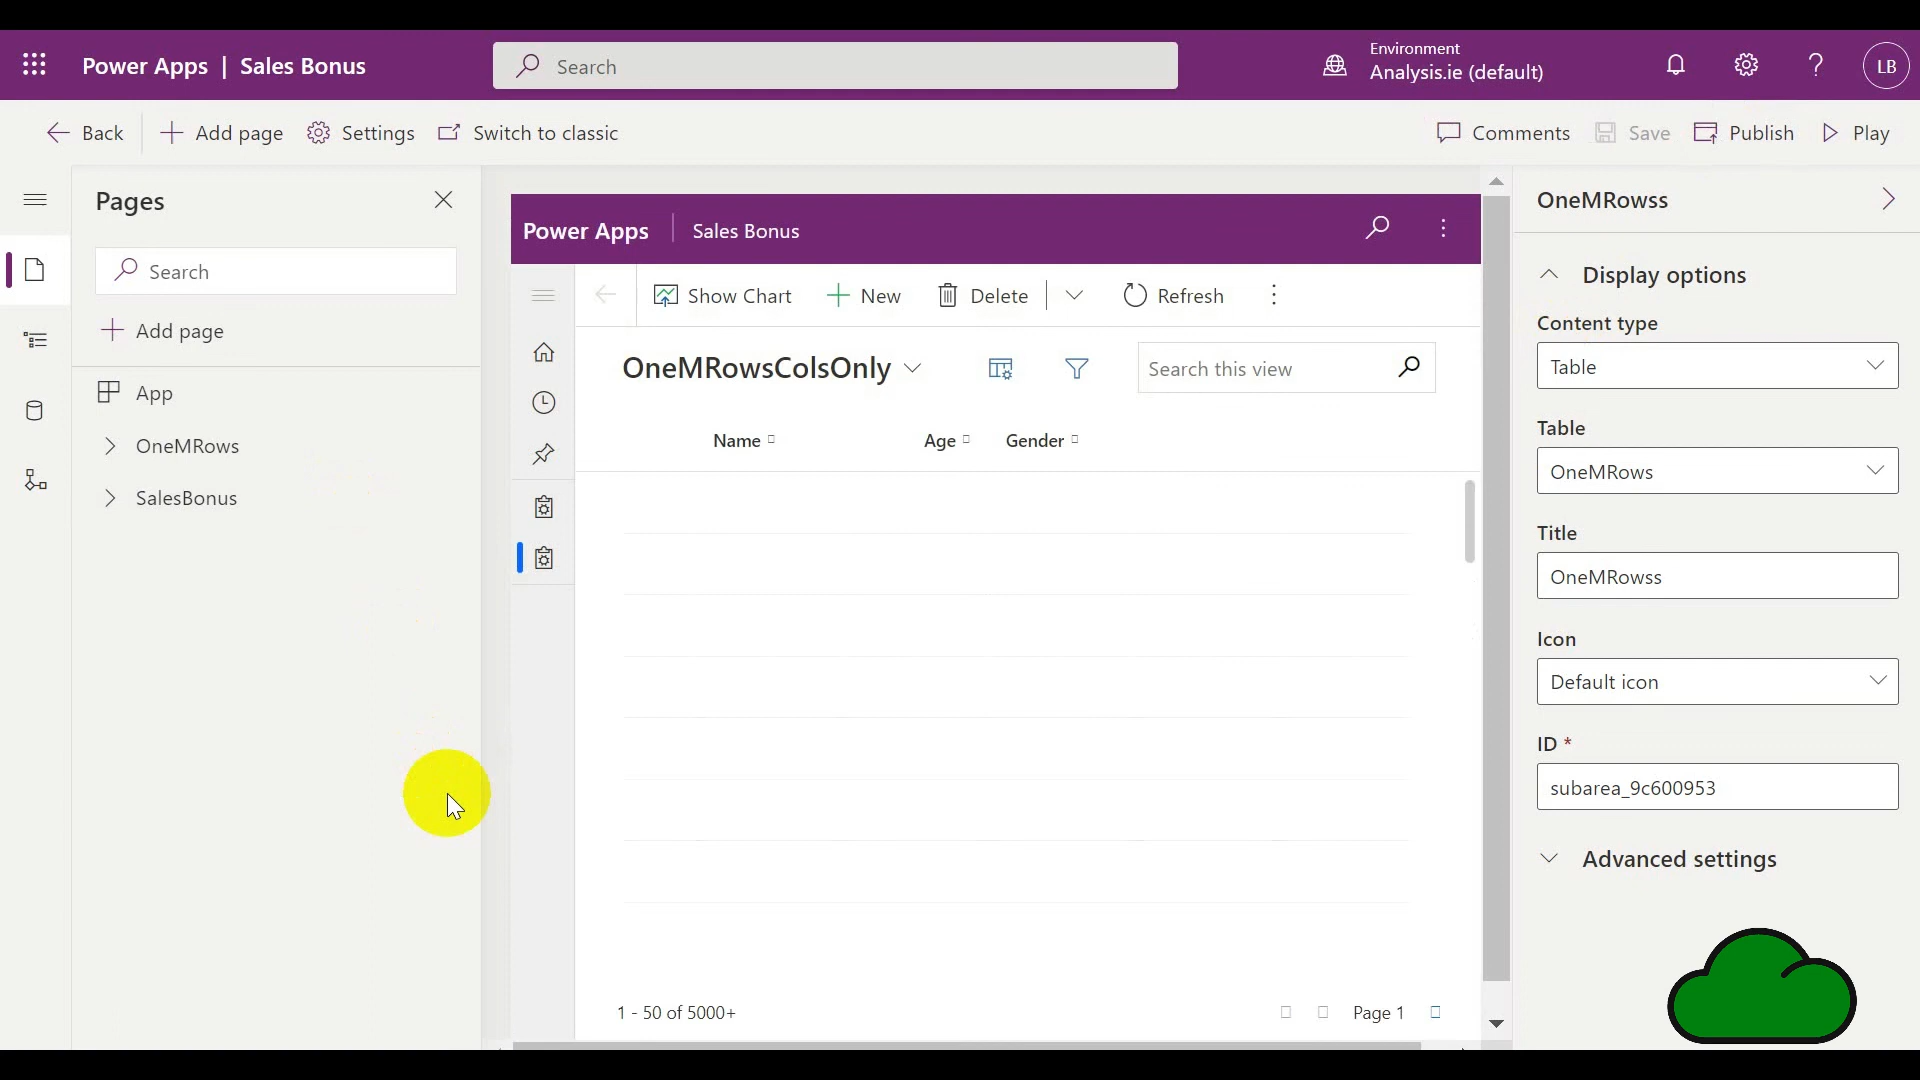 Power Apps | Sales Bonus
Search
Environment
Analysis.ie (default)
LB
Back
Add page
Settings
Switch to classic
Comments
Save
Publish
Play
Pages
Search
Add page
App
OneMRows
SalesBonus
Power Apps
Sales Bonus
Show Chart
New
Delete
Refresh
OneMRowsColsOnly
Search this view
Name
Age
Gender
1 - 50 of 5000+
Page 1
OneMRowss
Display options
Content type
Table
Table
OneMRows
Title
OneMRowss
Icon
Default icon
ID *
subarea_9c600953
Advanced settings